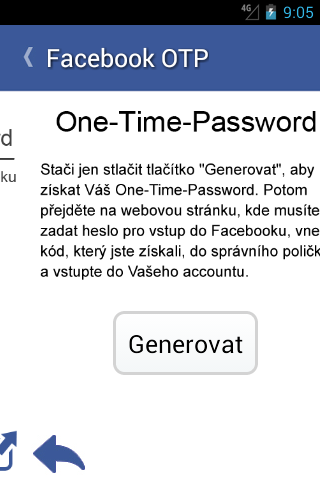 4G 9:05
Facebook OTP
One-Time-Password
Stači jen stlačit tlačítko "Generovat", aby
získat Váš One-Time-Password. Potom
přejděte na webovou stránku, kde musíte
zadat heslo pro vstup do Facebooku, vne
kód, který jste získali, do správního políčk
a vstupte do Vašeho accountu.
Generovat